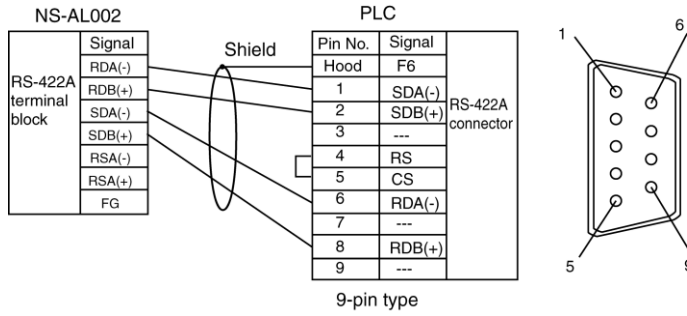 NS-AL002
PLC
RS-422A
terminal
block
Signal
RDA(-)
RDB(+)
SDA(-)
SDB(+)
RSA(-)
RSA(+)
FG
Shield
Pin No. Signal
Hood F6
1 SDA(-)
2 SDB(+)
3 ---
4 RS
5 CS
6 RDA(-)
7 ---
8 RDB(+)
9 ---
RS-422A
connector
9-pin type
1
6
5
9